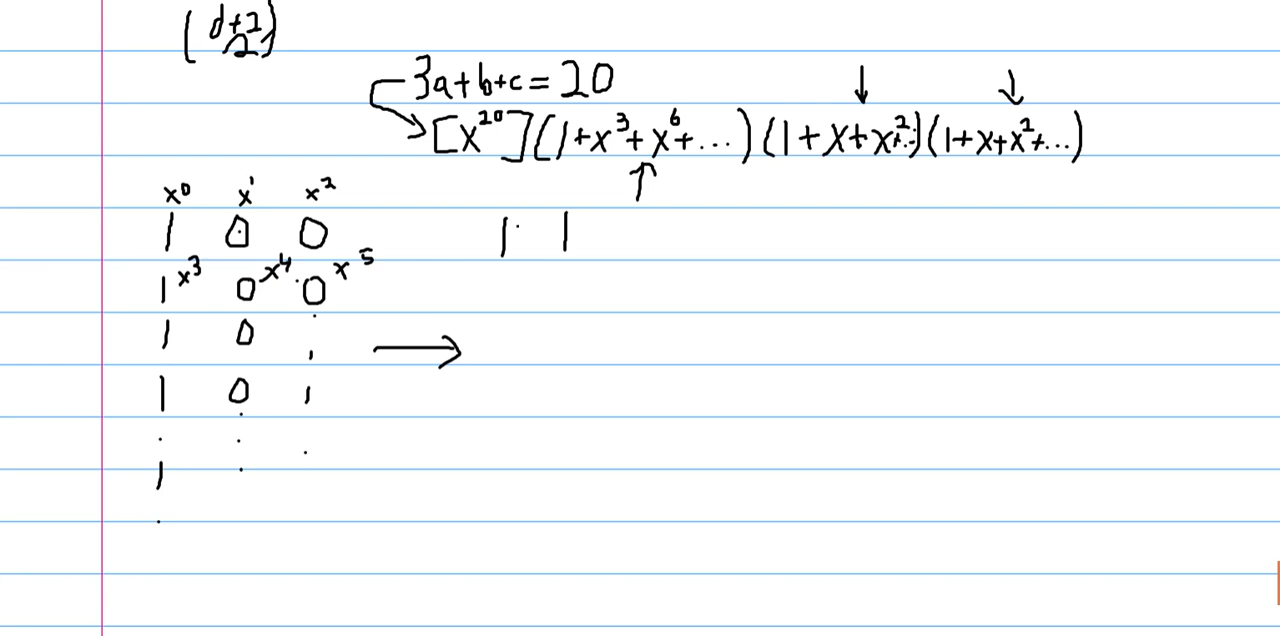 (d+2
2)
3a+b+c=20
[x^20](1+x^3+x^6+...)(1+x+x^2+...)(1+x+x^2+...)
x^0 x^1 x^2
1 0 0 1 1
1 x^3 0 x^4 0 x^5
1 0
1 0
1